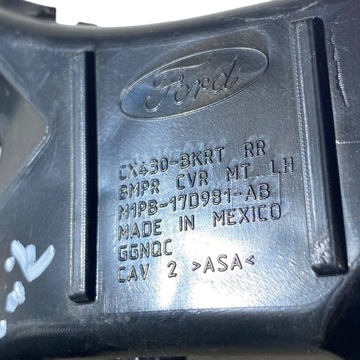 Ford
CX430-BKRT RR
BMPR CVR MT LH
M1PB-17D981-AB
MADE IN MEXICO
GGNQC
CAV 2 >ASA<